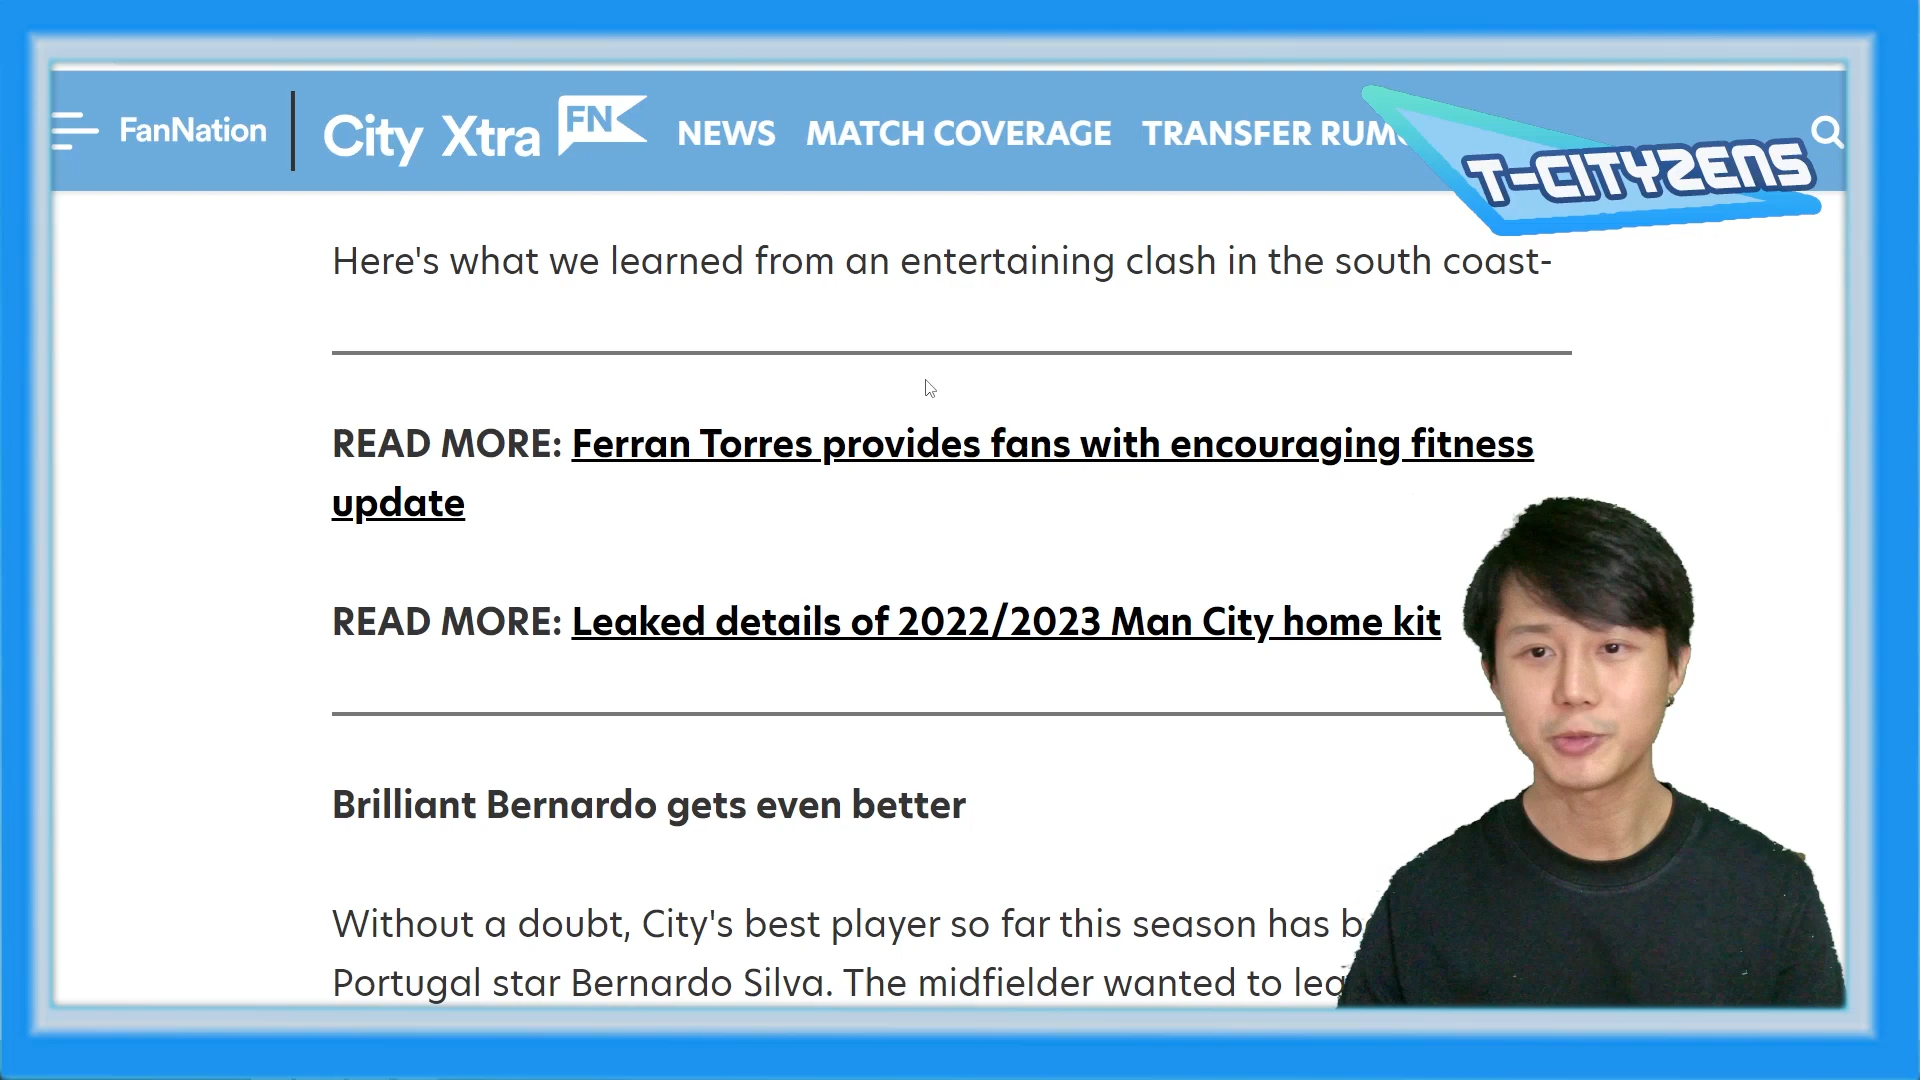 FanNation
City Xtra
FN
NEWS
MATCH COVERAGE
TRANSFER
T-CITYZENS
Here's what we learned from an entertaining clash in the south coast-
READ MORE: Ferran Torres provides fans with encouraging fitness
update
READ MORE: Leaked details of 2022/2023 Man City home kit
Brilliant Bernardo gets even better
Without a doubt, City's best player so far this season has
Portugal star Bernardo Silva. The midfielder wanted to